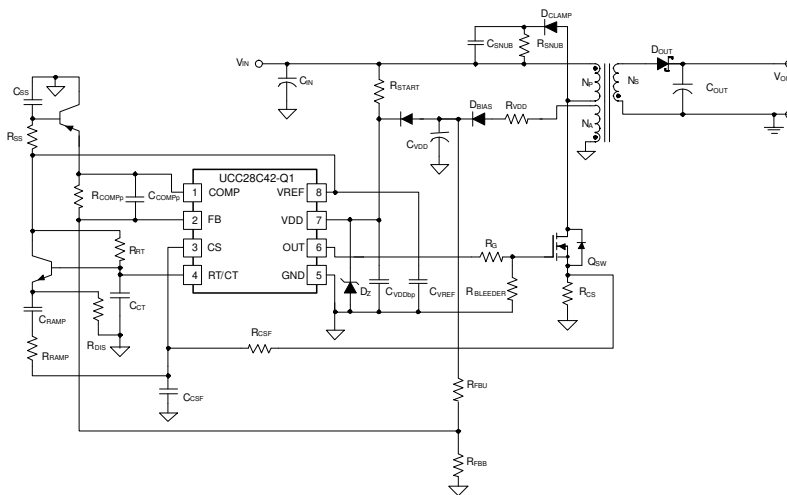 DCLAMP
CSNUB
RSNUB
VIN
CIN
RSTART
NP
NS
DOUT
COUT
VO
CSS
RSS
DBIAS
RVDD
NA
CVDD
UCC28C42-Q1
RCOMPp
CCOMPp
1 COMP VREF 8
2 FB VDD 7
3 CS OUT 6
4 RT/CT GND 5
RRT
RG
QSW
DZ
CVDDbp
CVREF
RBLEEDER
RCS
CCT
CRAMP
RDIS
RRAMP
RCSF
CCSF
RFBU
RFBB